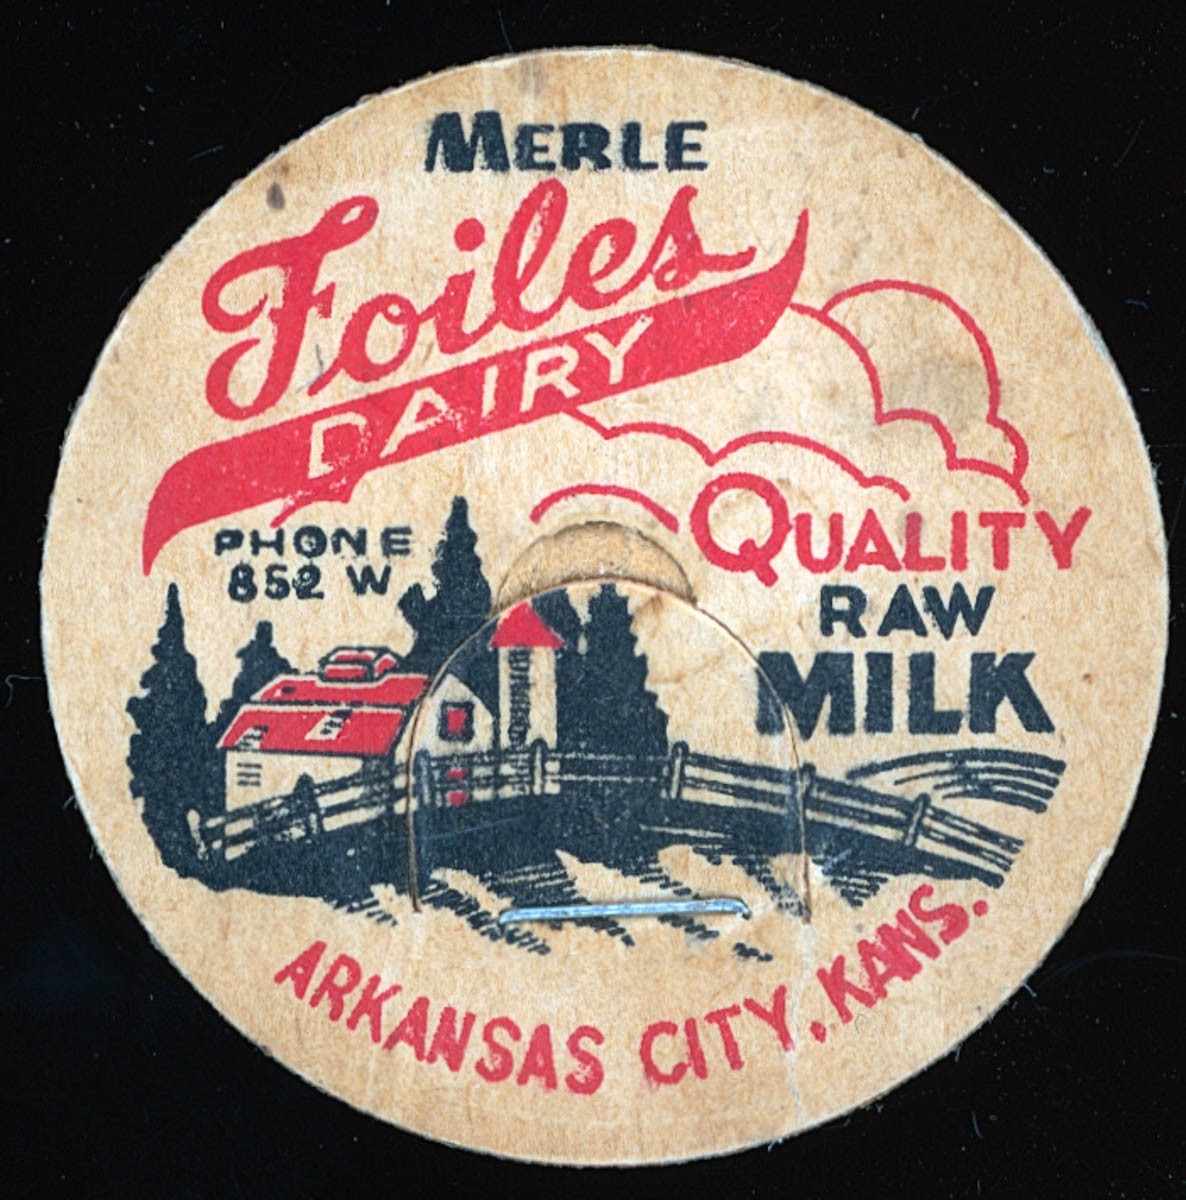 MERLE
Foiles
DAIRY
PHONE
852 W
QUALITY
RAW
MILK
ARKANSAS CITY, KANS.